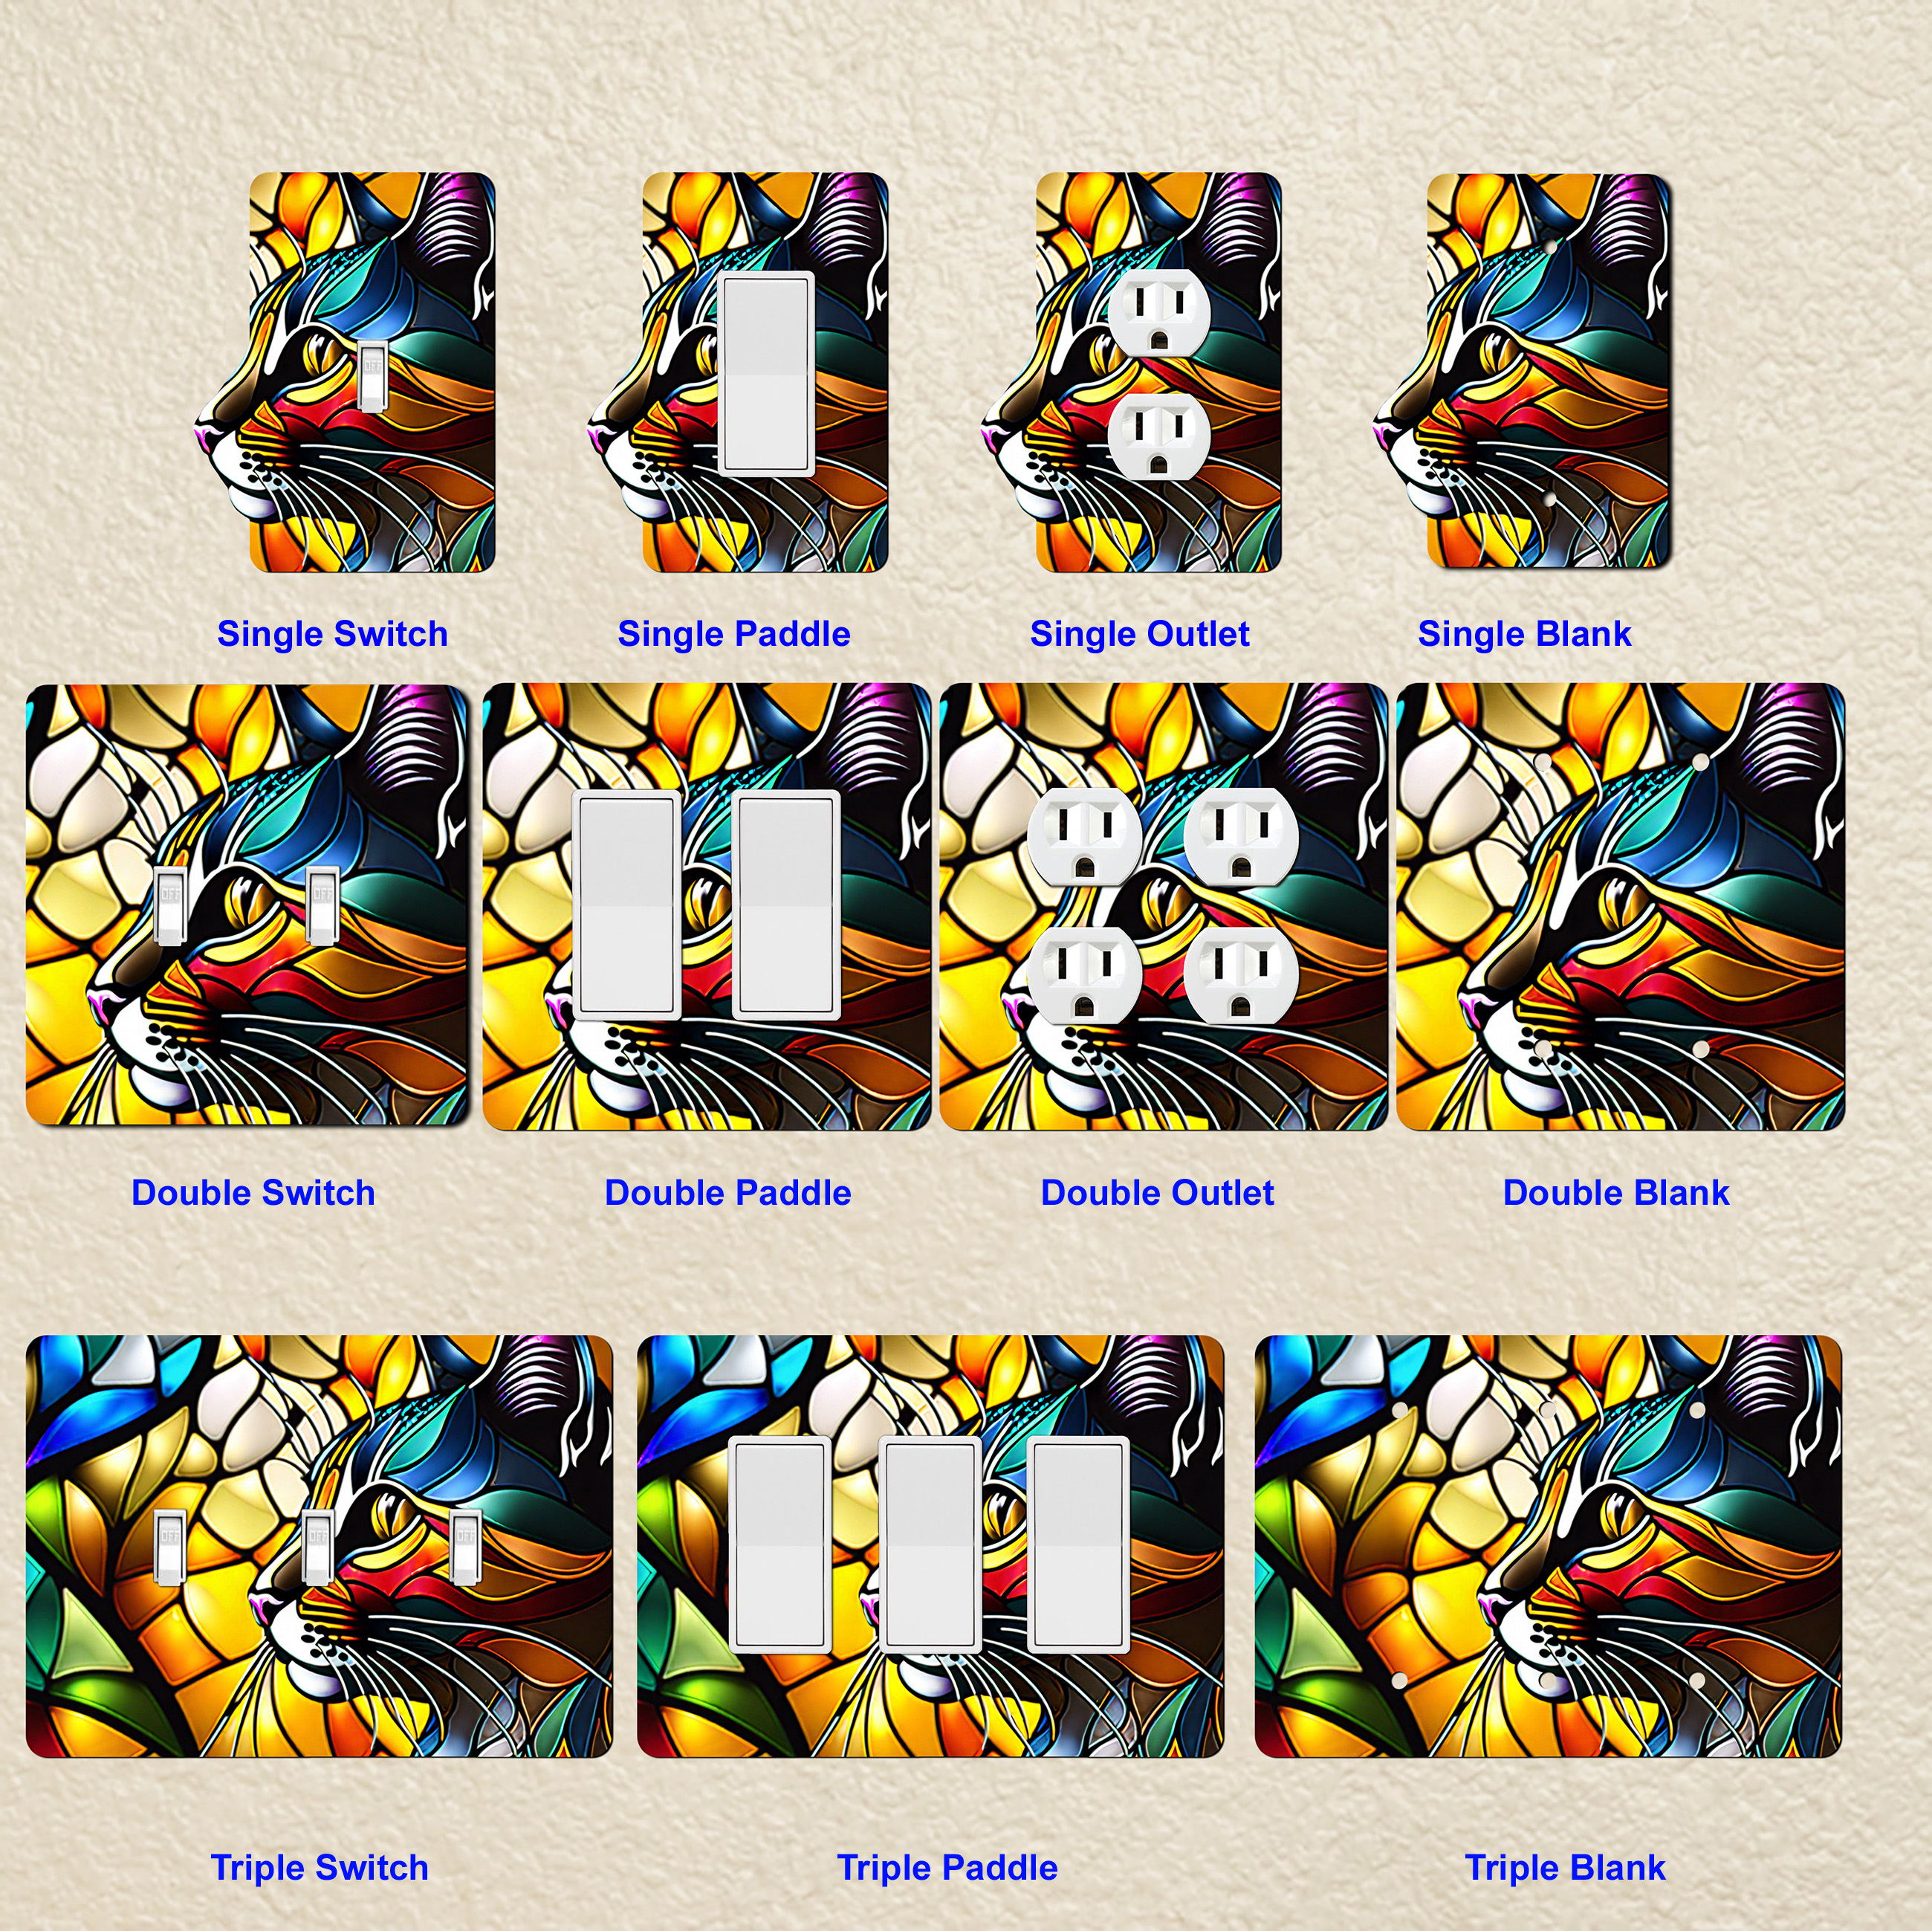 OFF
Single Switch
Single Paddle
Single Outlet
Single Blank
OFF
OFF
Double Switch
Double Paddle
Double Outlet
Double Blank
OFF
OFF
OFF
Triple Switch
Triple Paddle
Triple Blank